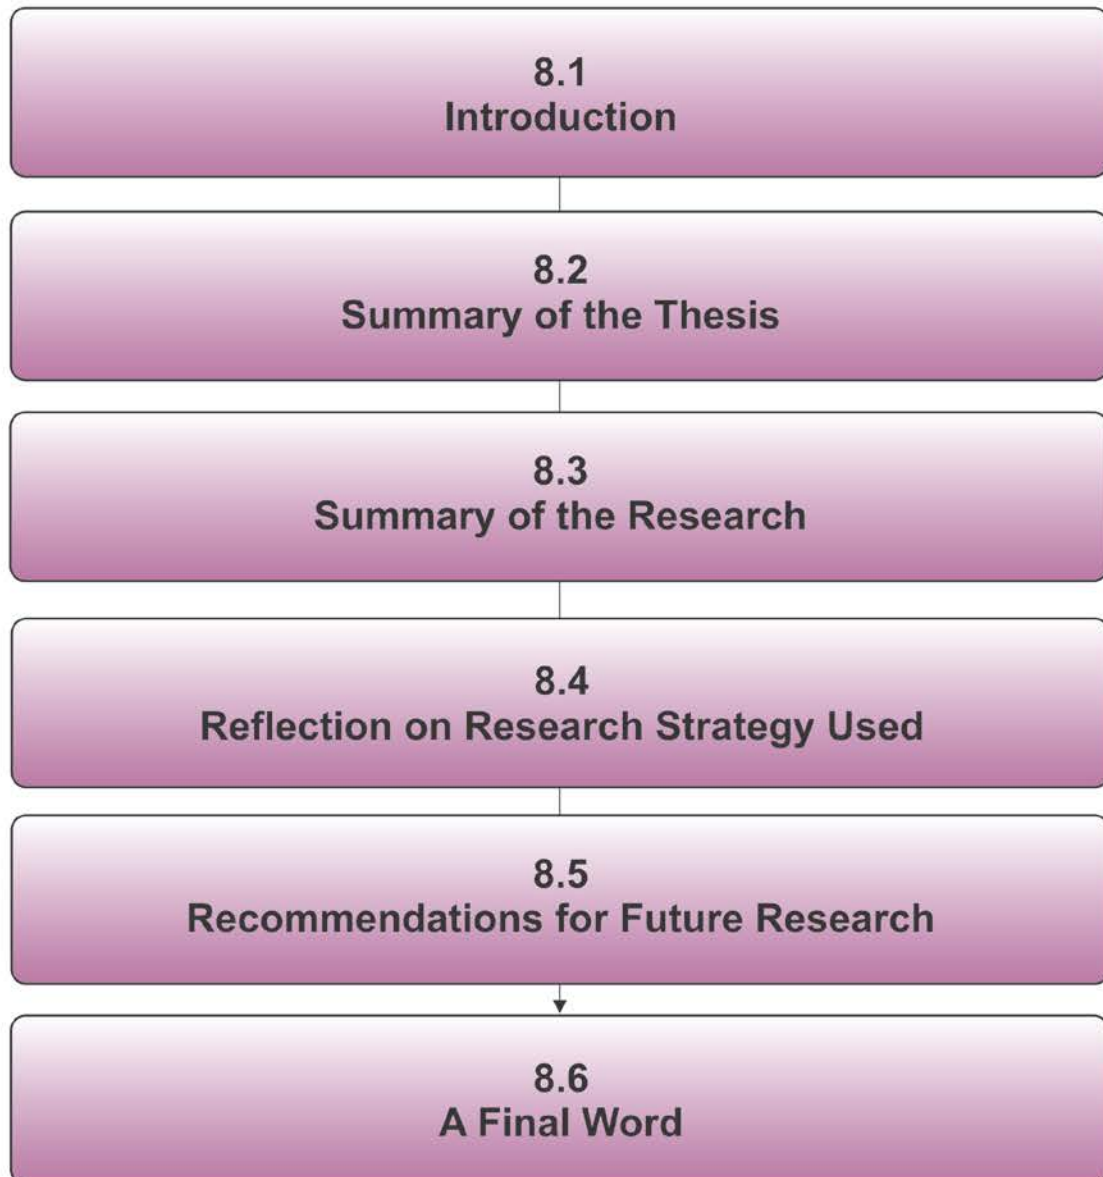 8.1
Introduction
8.2
Summary of the Thesis
8.3
Summary of the Research
8.4
Reflection on Research Strategy Used
8.5
Recommendations for Future Research
8.6
A Final Word